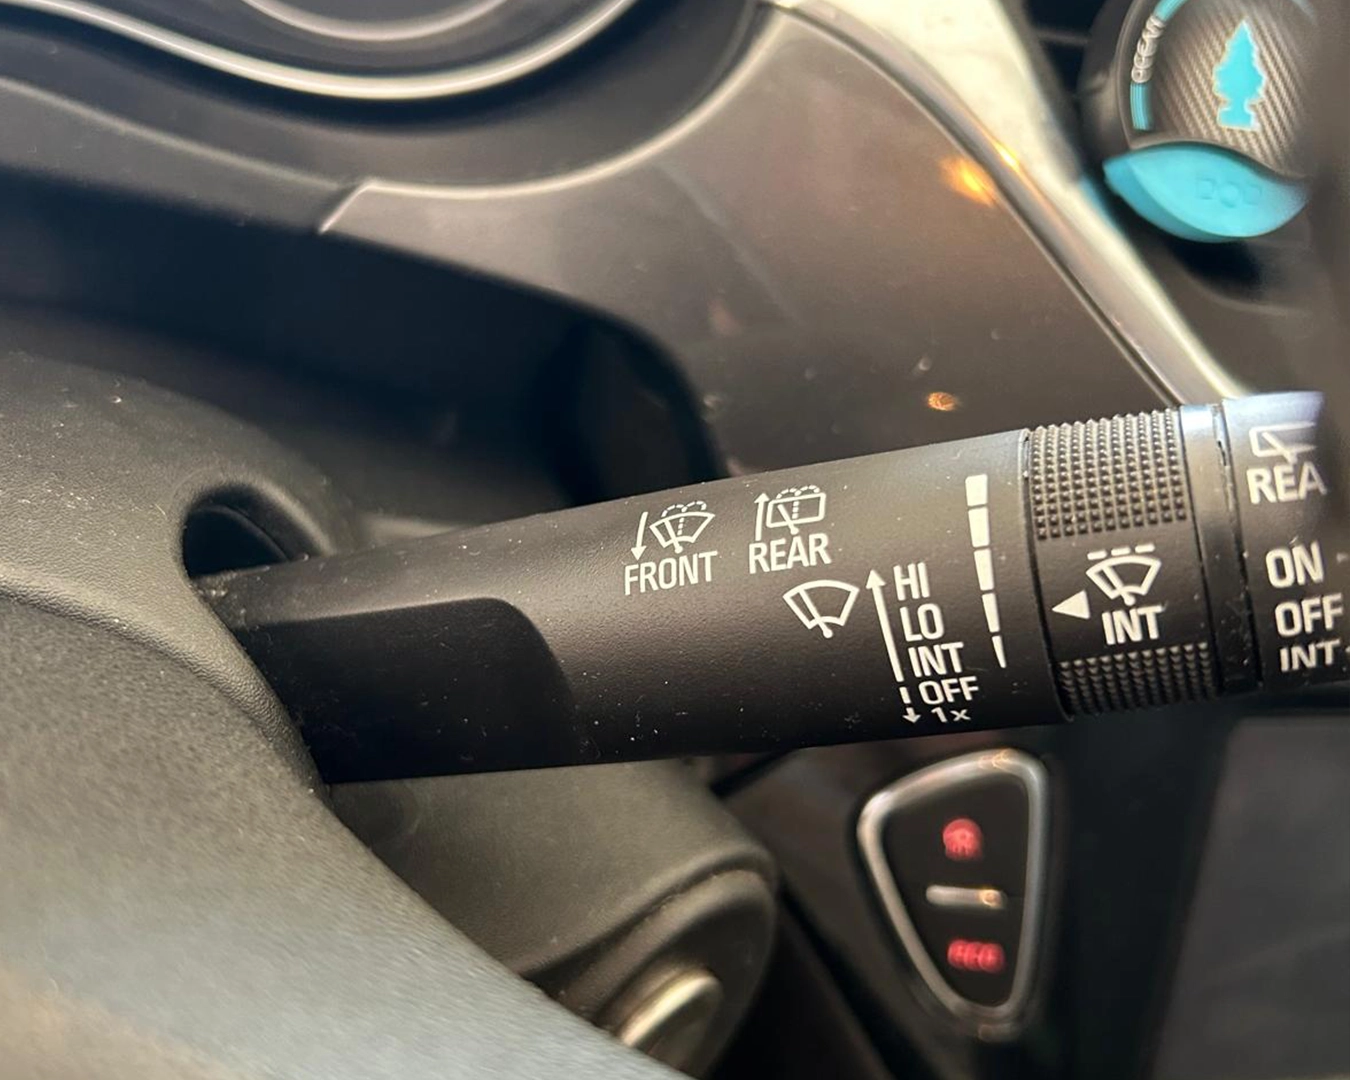 FRONT
REAR
HI
LO
INT
OFF
1x
INT
REA
ON
OFF
INT